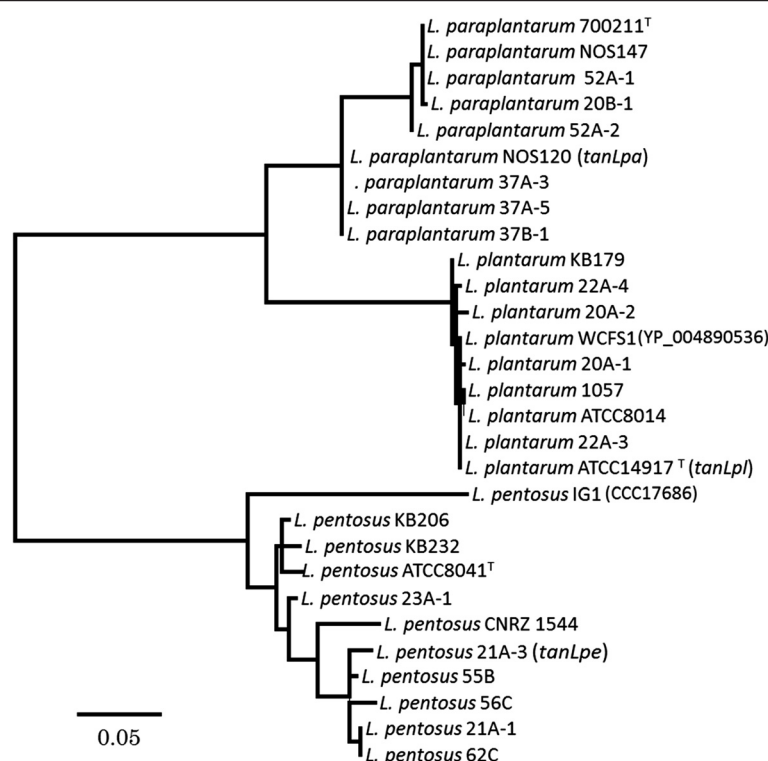 L. paraplantarum 700211ᵀ
L. paraplantarum NOS147
L. paraplantarum 52A-1
L. paraplantarum 20B-1
L. paraplantarum 52A-2
L. paraplantarum NOS120 (tanLpa)
. paraplantarum 37A-3
L. paraplantarum 37A-5
L. paraplantarum 37B-1
L. plantarum KB179
L. plantarum 22A-4
L. plantarum 20A-2
L. plantarum WCFS1(YP_004890536)
L. plantarum 20A-1
L. plantarum 1057
L. plantarum ATCC8014
L. plantarum 22A-3
L. plantarum ATCC14917 ᵀ (tanLpl)
L. pentosus IG1 (CCC17686)
L. pentosus KB206
L. pentosus KB232
L. pentosus ATCC8041ᵀ
L. pentosus 23A-1
L. pentosus CNRZ 1544
L. pentosus 21A-3 (tanLpe)
L. pentosus 55B
L. pentosus 56C
L. pentosus 21A-1
L. pentosus 62C
0.05